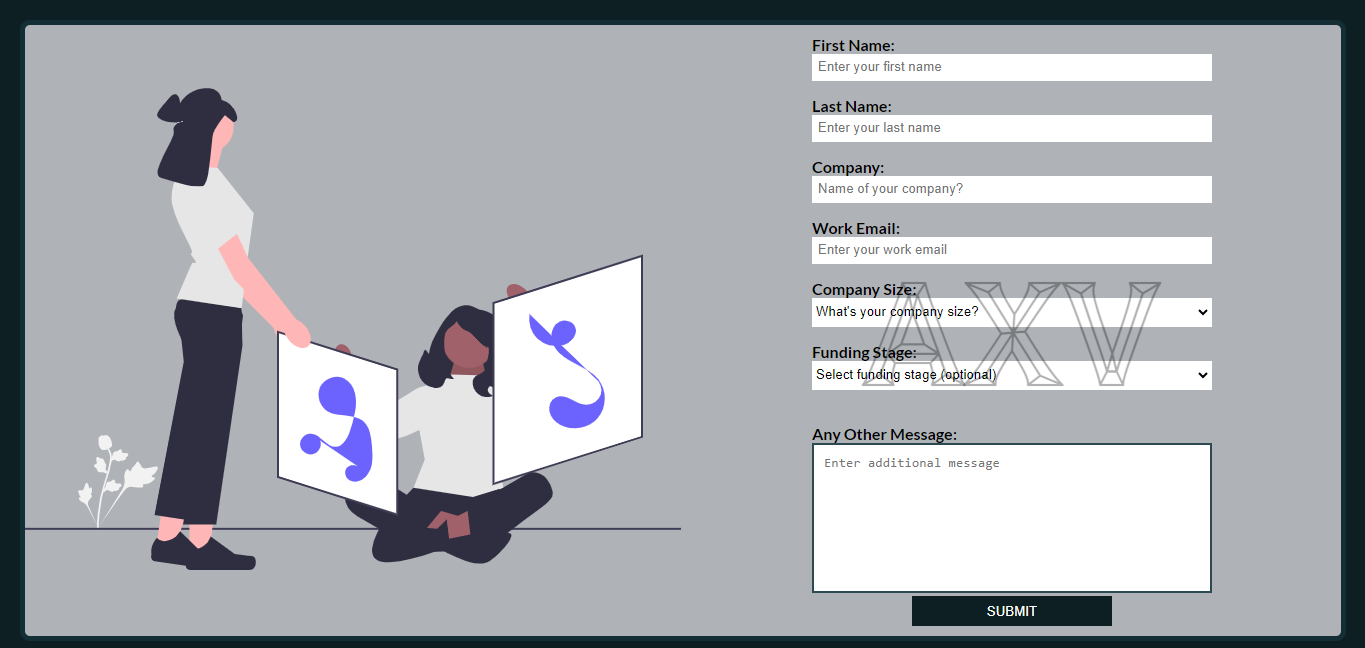 First Name:
Enter your first name
Last Name:
Enter your last name
Company:
Name of your company?
Work Email:
Enter your work email
Company Size:
What's your company size?
AXV
Funding Stage:
Select funding stage (optional)
Any Other Message:
Enter additional message
SUBMIT